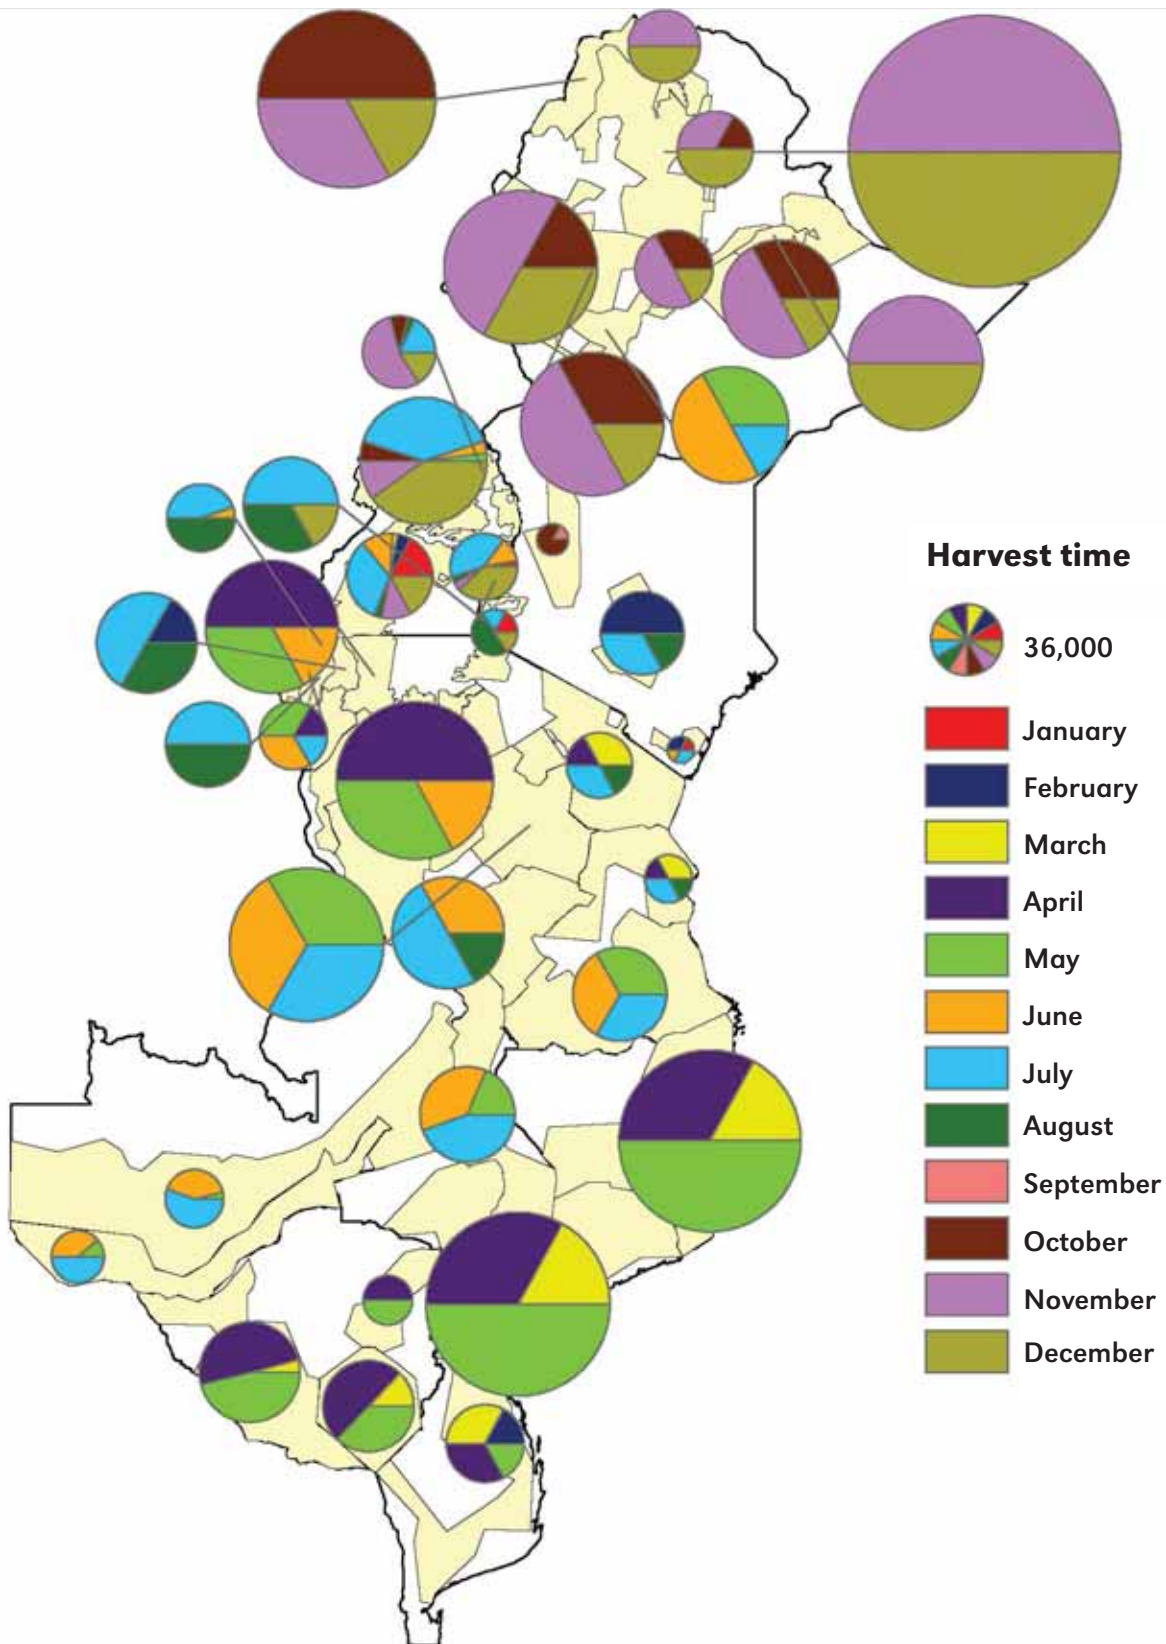 Harvest time
36,000
January
February
March
April
May
June
July
August
September
October
November
December